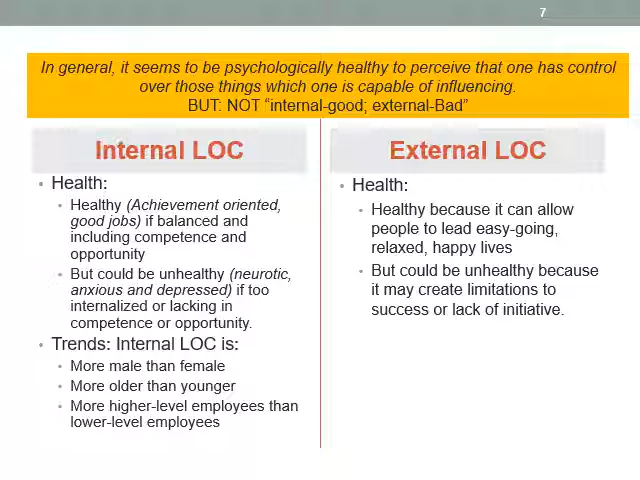 7
In general, it seems to be psychologically healthy to perceive that one has control
over those things which one is capable of influencing.
BUT: NOT “internal-good; external-Bad”
Internal LOC
• Health:
• Healthy (Achievement oriented,
good jobs) if balanced and
including competence and
opportunity
• But could be unhealthy (neurotic,
anxious and depressed) if too
internalized or lacking in
competence or opportunity.
• Trends: Internal LOC is:
• More male than female
• More older than younger
• More higher-level employees than
lower-level employees
External LOC
• Health:
• Healthy because it can allow
people to lead easy-going,
relaxed, happy lives
• But could be unhealthy because
it may create limitations to
success or lack of initiative.